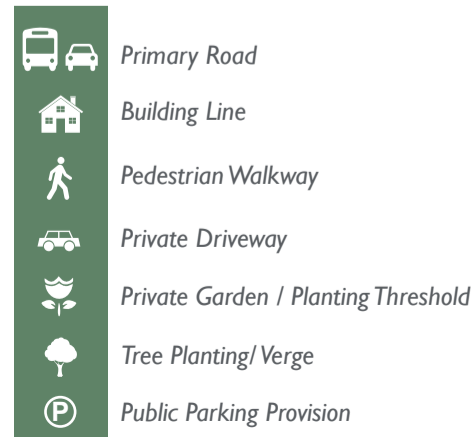 Primary Road
Building Line
Pedestrian Walkway
Private Driveway
Private Garden / Planting Threshold
Tree Planting/ Verge
P Public Parking Provision